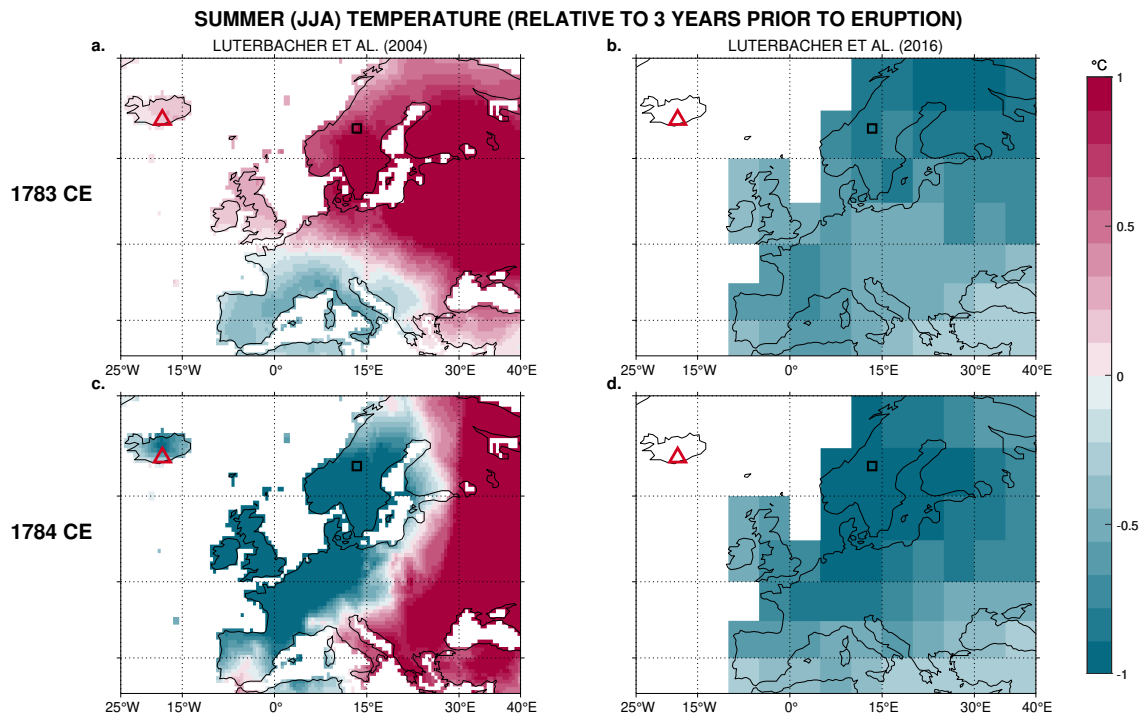 SUMMER (JJA) TEMPERATURE (RELATIVE TO 3 YEARS PRIOR TO ERUPTION)
a. LUTERBACHER ET AL. (2004)
b. LUTERBACHER ET AL. (2016)
°C
1
0.5
0
-0.5
-1
1783 CE
25°W 15°W 0° 15°E 30°E 40°E
25°W 15°W 0° 15°E 30°E 40°E
c.
d.
1784 CE
25°W 15°W 0° 15°E 30°E 40°E
25°W 15°W 0° 15°E 30°E 40°E